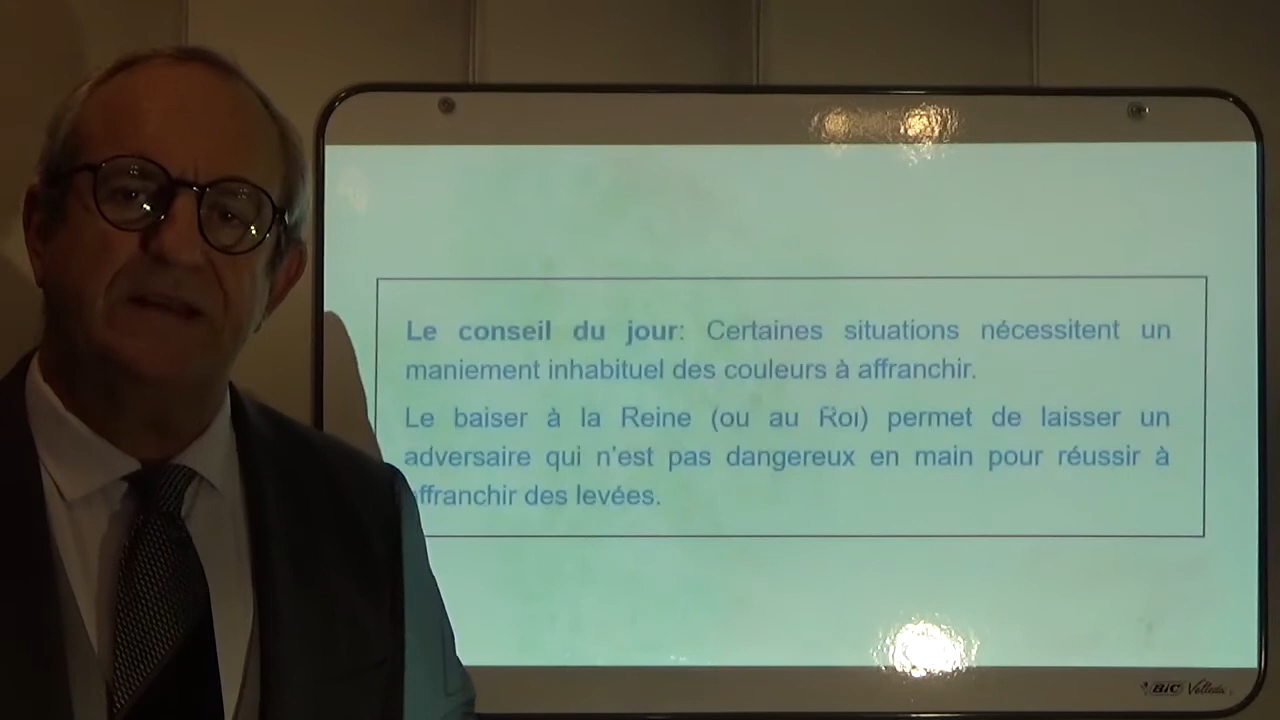 Le conseil du jour: Certaines situations nécessitent un
maniement inhabituel des couleurs à affranchir.
Le baiser à la Reine (ou au Roi) permet de laisser un
adversaire qui n'est pas dangereux en main pour réussir à
affranchir des levées.
BIC Velleda